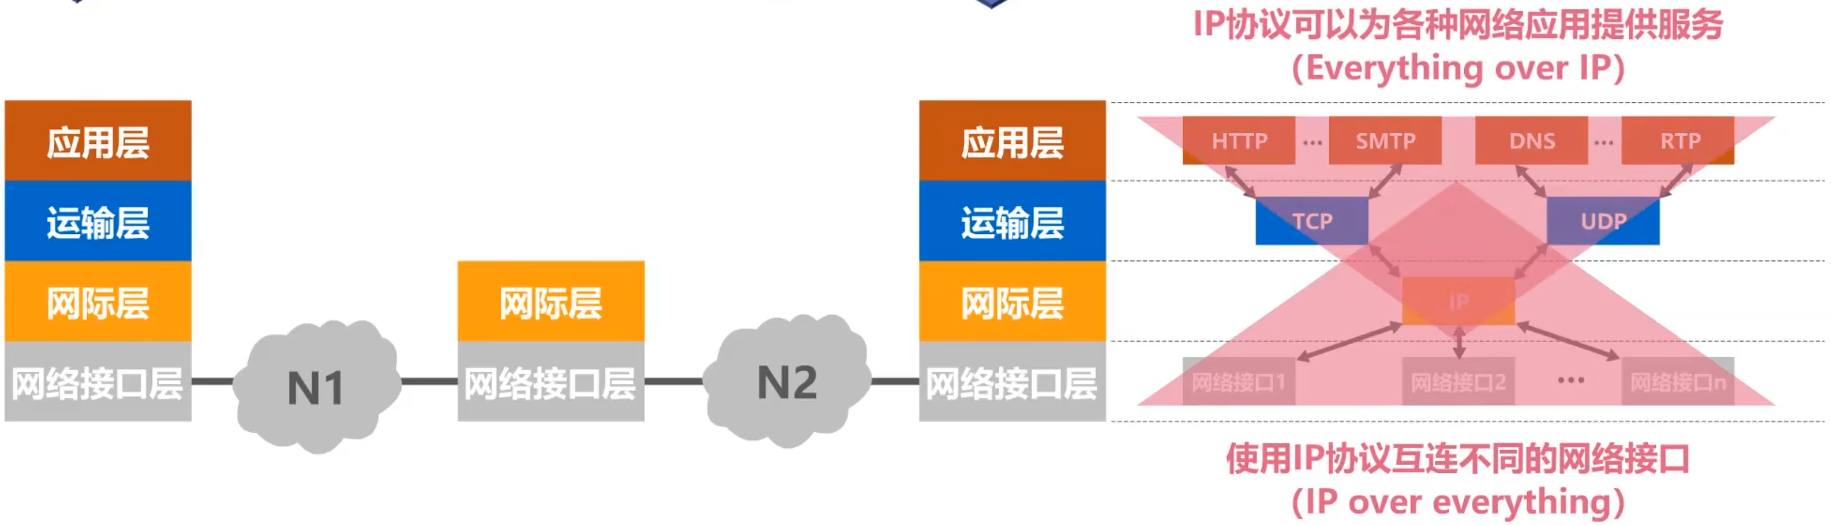 IP协议可以为各种网络应用提供服务
(Everything over IP)
应用层
运输层
网际层
网络接口层
N1
网际层
网络接口层
N2
应用层
运输层
网际层
网络接口层
HTTP ... SMTP DNS ... RTP
TCP UDP
IP
网络接口1 网络接口2 ... 网络接口n
使用IP协议互连不同的网络接口
(IP over everything)